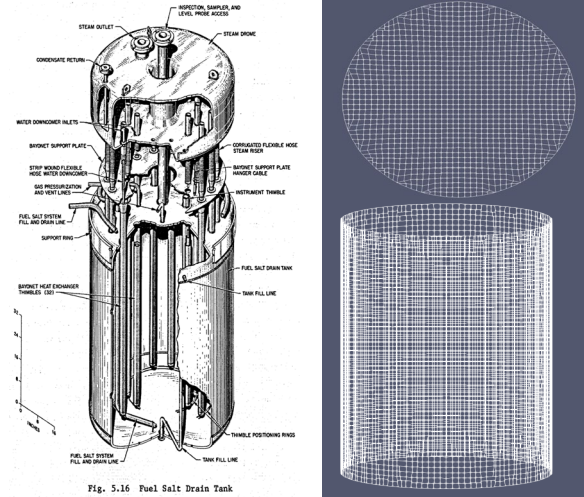 INSPECTION, SAMPLER, AND
LEVEL PROBE ACCESS
STEAM OUTLET
STEAM DROME
CONDENSATE RETURN
WATER DOWNCOMER INLETS
CORRUGATED FLEXIBLE HOSE
STEAM RISER
BAYONET SUPPORT PLATE
BAYONET SUPPORT PLATE
HANGER CABLE
STRIP WOUND FLEXIBLE
HOSE WATER DOWNCOMER
GAS PRESSURIZATION
AND VENT LINES
INSTRUMENT THIMBLE
FUEL SALT SYSTEM
FILL AND DRAIN LINE
SUPPORT RING
FUEL SALT DRAIN TANK
BAYONET HEAT EXCHANGER
THIMBLES (32)
TANK FILL LINE
INCHES
THIMBLE POSITIONING RINGS
FUEL SALT SYSTEM
FILL AND DRAIN LINE
TANK FILL LINE
Fig. 5.16 Fuel Salt Drain Tank